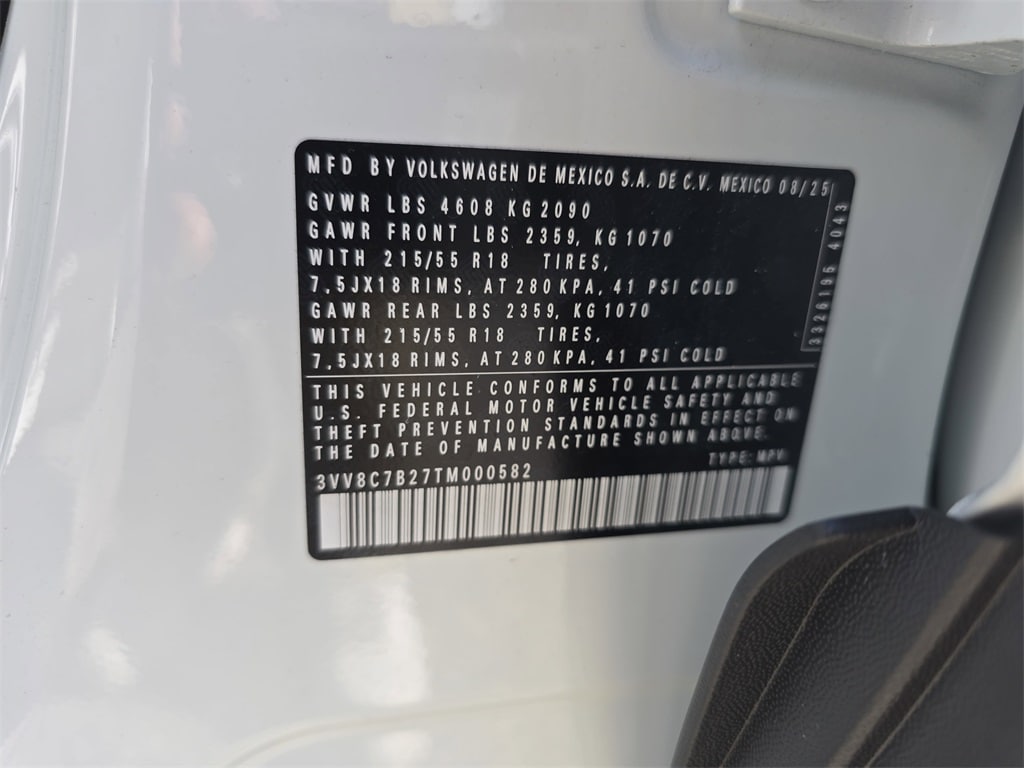 MFD BY VOLKSWAGEN DE MEXICO S.A. DE C.V. MEXICO 08/25
GVWR LBS 4608 KG 2090
GAWR FRONT LBS 2359, KG 1070
WITH 215/55 R18 TIRES,
7,5JX18 RIMS, AT 280 KPA, 41 PSI COLD
GAWR REAR LBS 2359, KG 1070
WITH 215/55 R18 TIRES,
7,5JX18 RIMS, AT 280 KPA, 41 PSI COLD
3326195 4043
THIS VEHICLE CONFORMS TO ALL APPLICABLE
U.S. FEDERAL MOTOR VEHICLE SAFETY AND
THEFT PREVENTION STANDARDS IN EFFECT ON
THE DATE OF MANUFACTURE SHOWN ABOVE.
TYPE: MPV
3VV8C7B27TM000582